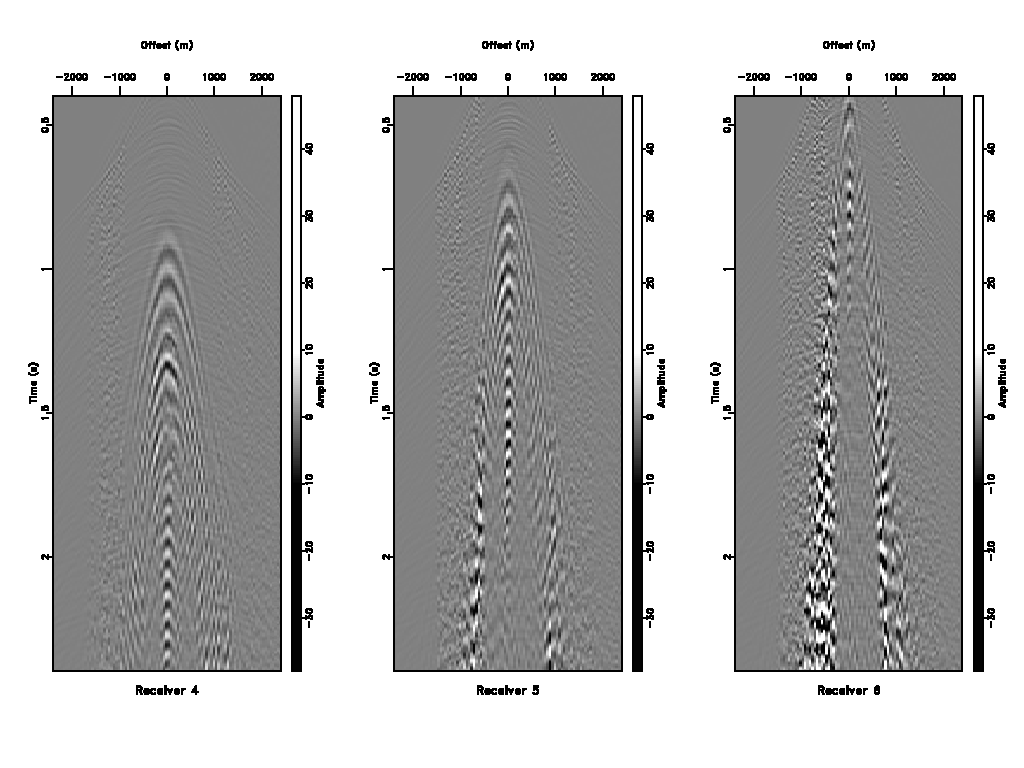 Offset (m) Offset (m) Offset (m)
-2000 -1000 0 1000 2000 -2000 -1000 0 1000 2000 -2000 -1000 0 1000 2000
0.5 40 0.5 40 0.5 40
30 30 30
1 20 1 20 1 20
10 10 10
Time (s) Amplitude Time (s) Amplitude Time (s) Amplitude
1.5 0 1.5 0 1.5 0
-10 -10 -10
2 -20 2 -20 2 -20
-30 -30 -30
Receiver 4 Receiver 5 Receiver 6